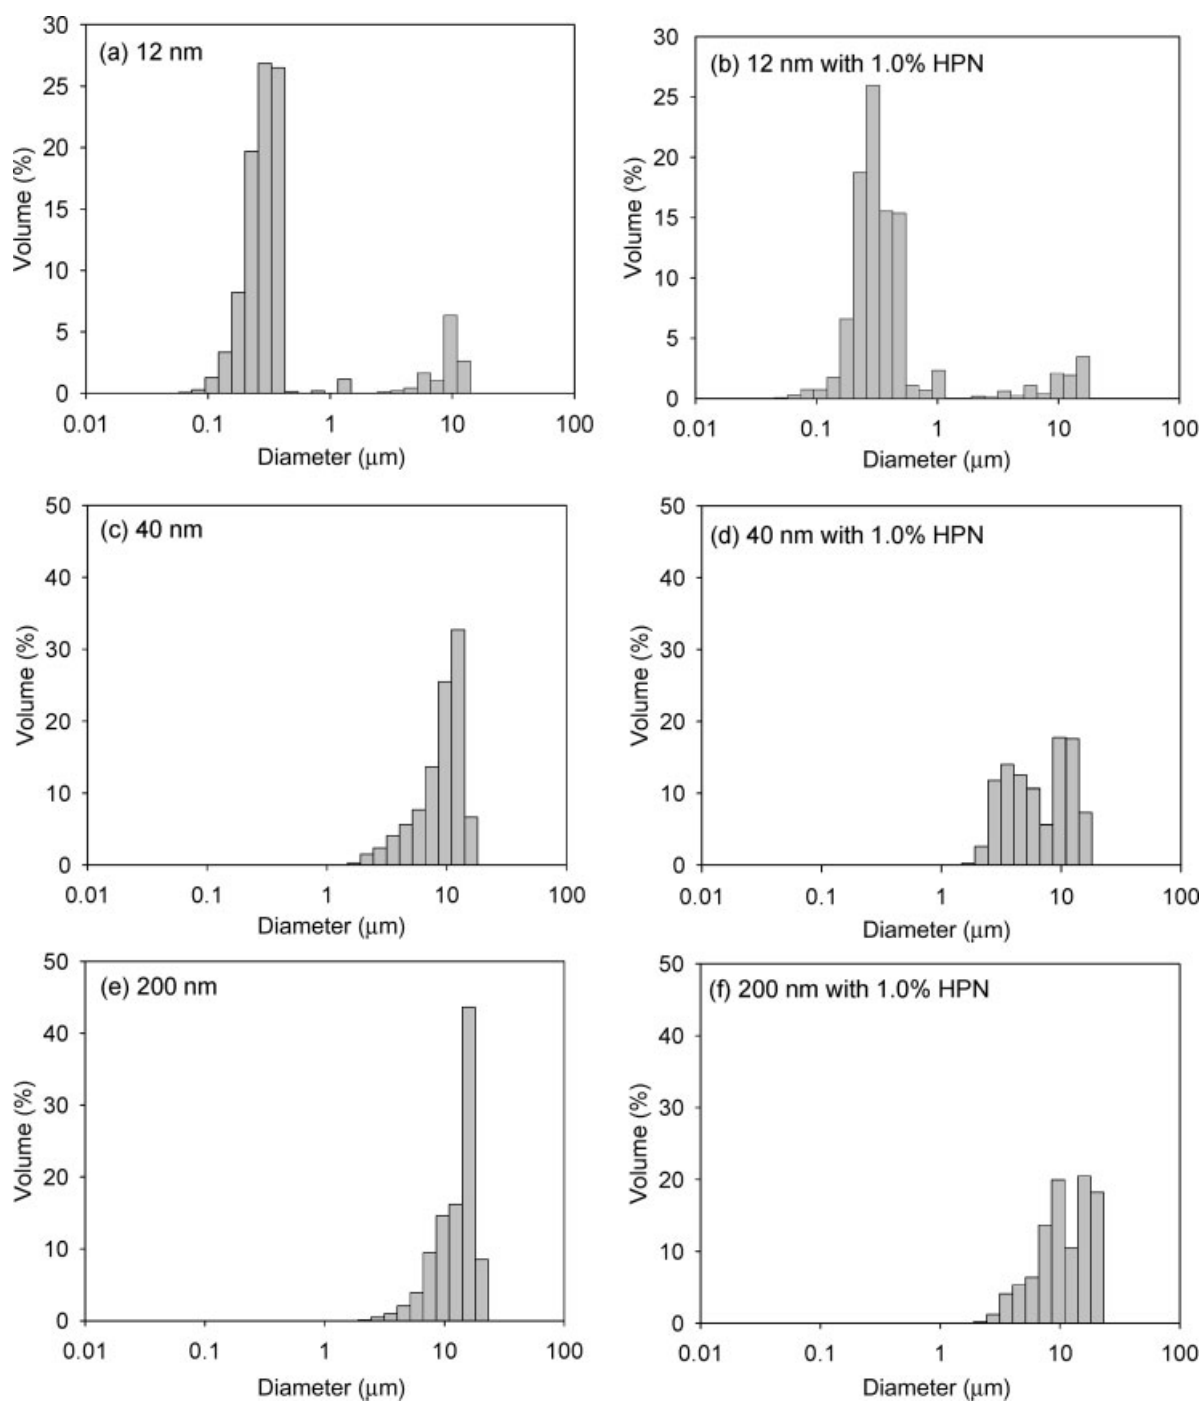 (a) 12 nm
Volume (%)
30
25
20
15
10
5
0
0.01 0.1 1 10 100
Diameter (μm)
(b) 12 nm with 1.0% HPN
Volume (%)
30
25
20
15
10
5
0
0.01 0.1 1 10 100
Diameter (μm)
(c) 40 nm
Volume (%)
50
40
30
20
10
0
0.01 0.1 1 10 100
Diameter (μm)
(d) 40 nm with 1.0% HPN
Volume (%)
50
40
30
20
10
0
0.01 0.1 1 10 100
Diameter (μm)
(e) 200 nm
Volume (%)
50
40
30
20
10
0
0.01 0.1 1 10 100
Diameter (μm)
(f) 200 nm with 1.0% HPN
Volume (%)
50
40
30
20
10
0
0.01 0.1 1 10 100
Diameter (μm)